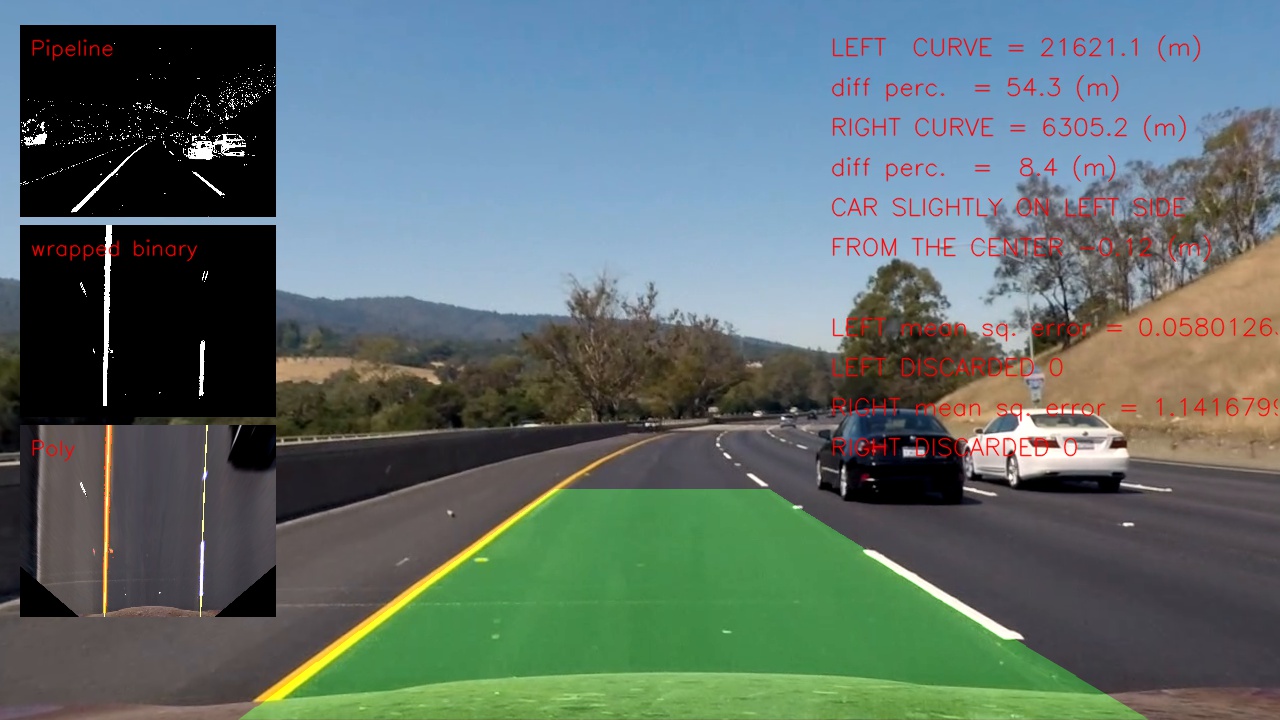 Pipeline
wrapped binary
Poly
LEFT CURVE = 21621.1 (m)
diff perc. = 54.3 (m)
RIGHT CURVE = 6305.2 (m)
diff perc. = 8.4 (m)
CAR SLIGHTLY ON LEFT SIDE
FROM THE CENTER -0.12 (m)
LEFT mean sq. error = 0.0580126
LEFT DISCARDED 0
RIGHT mean sq. error = 1.1416799
RIGHT DISCARDED 0